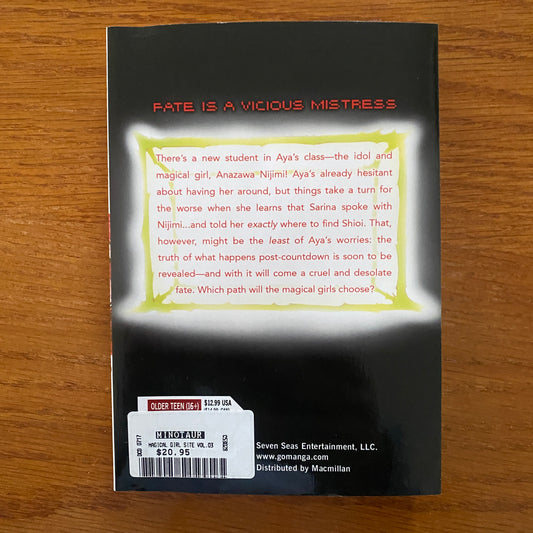 FATE IS A VICIOUS MISTRESS
There's a new student in Aya's class—the idol and
magical girl, Anazawa Nijimi! Aya's already hesitant
about having her around, but things take a turn for
the worse when she learns that Sarina spoke with
Nijimi...and told her exactly where to find Shioi. That,
however, might be the least of Aya's worries: the
truth of what happens post-countdown is soon to be
revealed—and with it will come a cruel and desolate
fate. Which path will the magical girls choose?
OLDER TEEN (16+)
$12.99 USA
MINOTAUR
MAGICAL GIRL SITE VOL.03
$20.95
Seven Seas Entertainment, LLC.
www.gomanga.com
Distributed by Macmillan